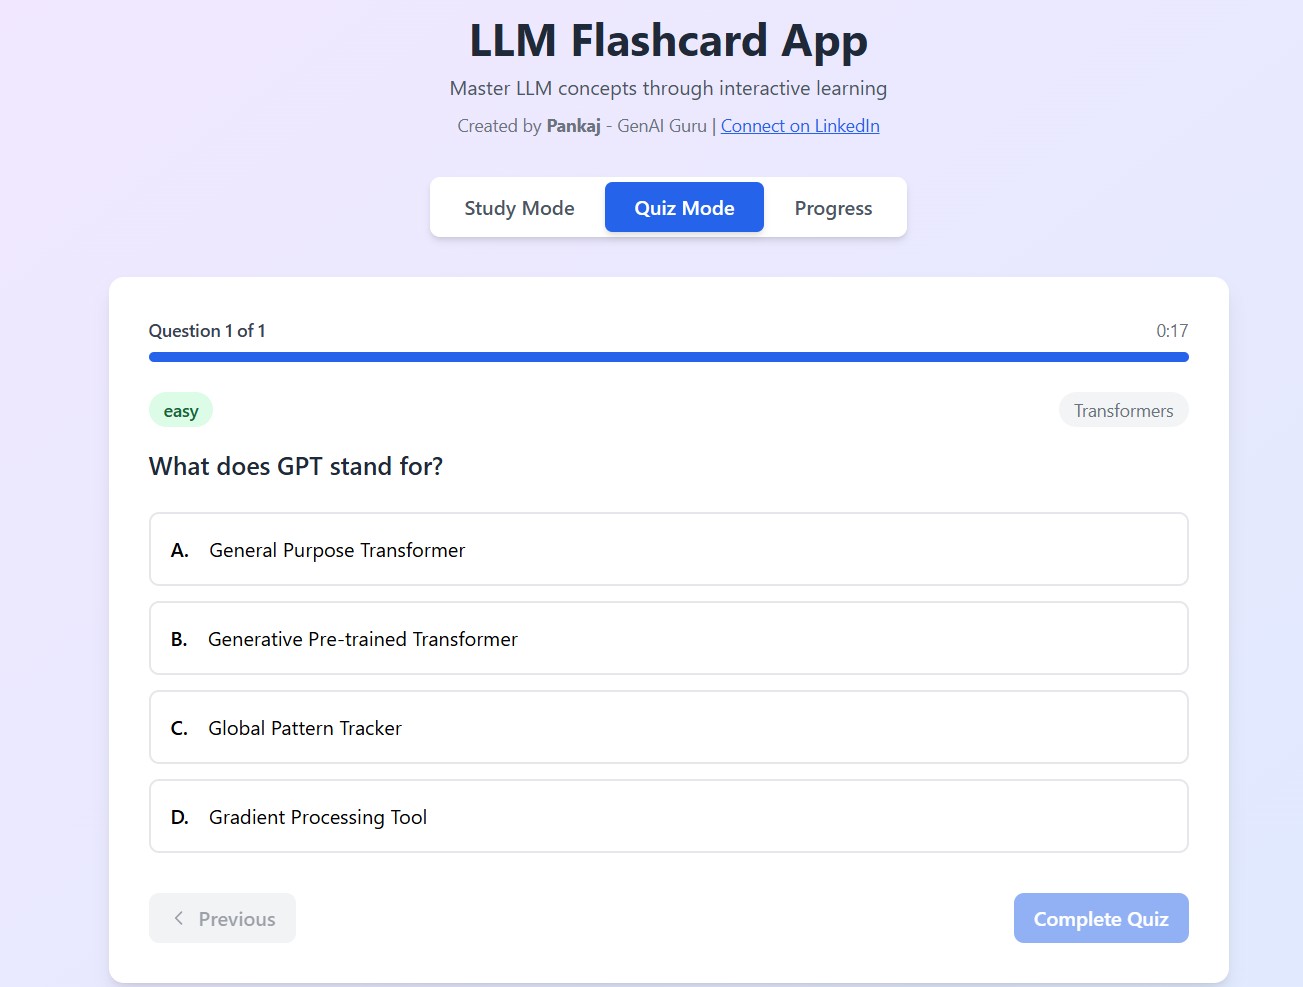 LLM Flashcard App
Master LLM concepts through interactive learning
Created by Pankaj - GenAI Guru | Connect on LinkedIn
Study Mode Quiz Mode Progress
Question 1 of 1 0:17
easy Transformers
What does GPT stand for?
A. General Purpose Transformer
B. Generative Pre-trained Transformer
C. Global Pattern Tracker
D. Gradient Processing Tool
Previous Complete Quiz